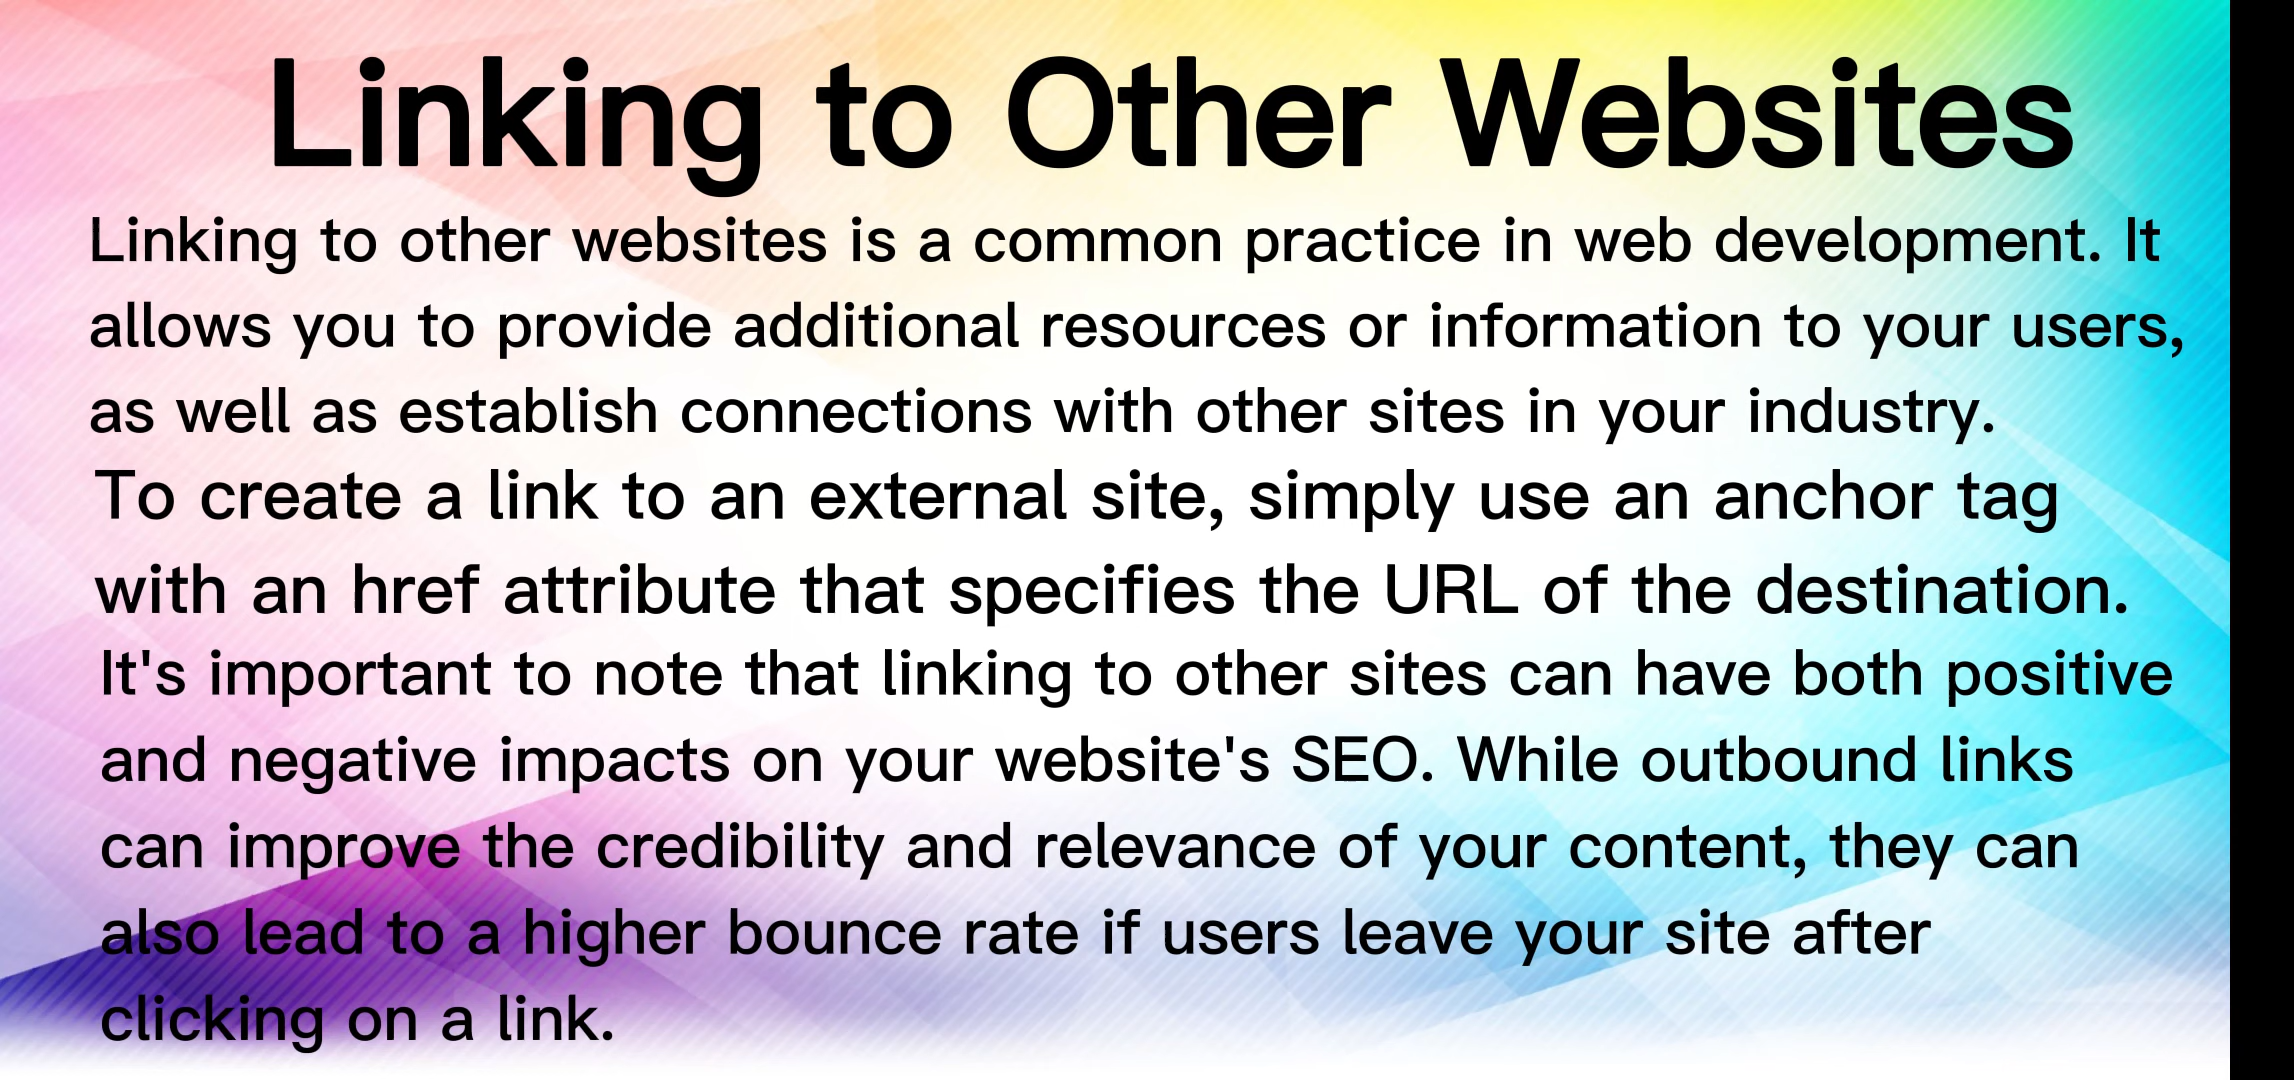 Linking to Other Websites
Linking to other websites is a common practice in web development. It
allows you to provide additional resources or information to your users,
as well as establish connections with other sites in your industry.
To create a link to an external site, simply use an anchor tag
with an href attribute that specifies the URL of the destination.
It's important to note that linking to other sites can have both positive
and negative impacts on your website's SEO. While outbound links
can improve the credibility and relevance of your content, they can
also lead to a higher bounce rate if users leave your site after
clicking on a link.